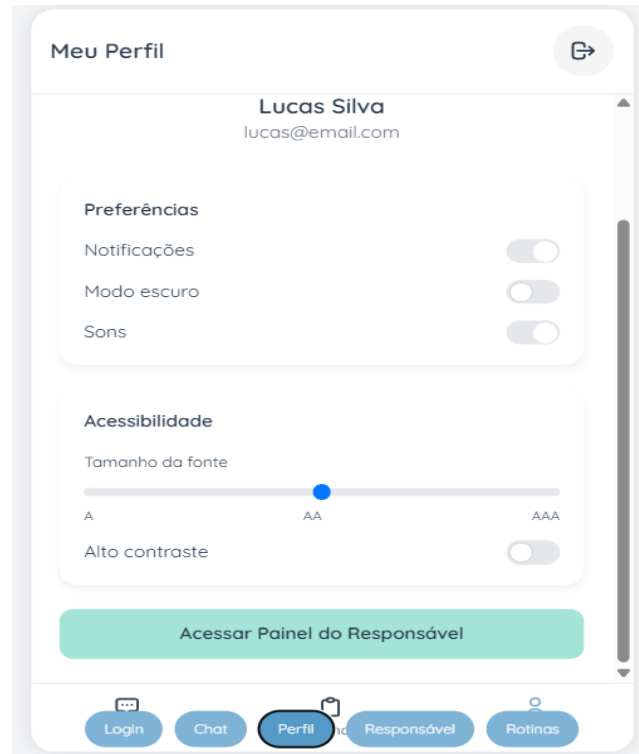 Meu Perfil
Lucas Silva
lucas@email.com
Preferências
Notificações
Modo escuro
Sons
Acessibilidade
Tamanho da fonte
A AA AAA
Alto contraste
Acessar Painel do Responsável
Login Chat Perfil Responsável Rotinas